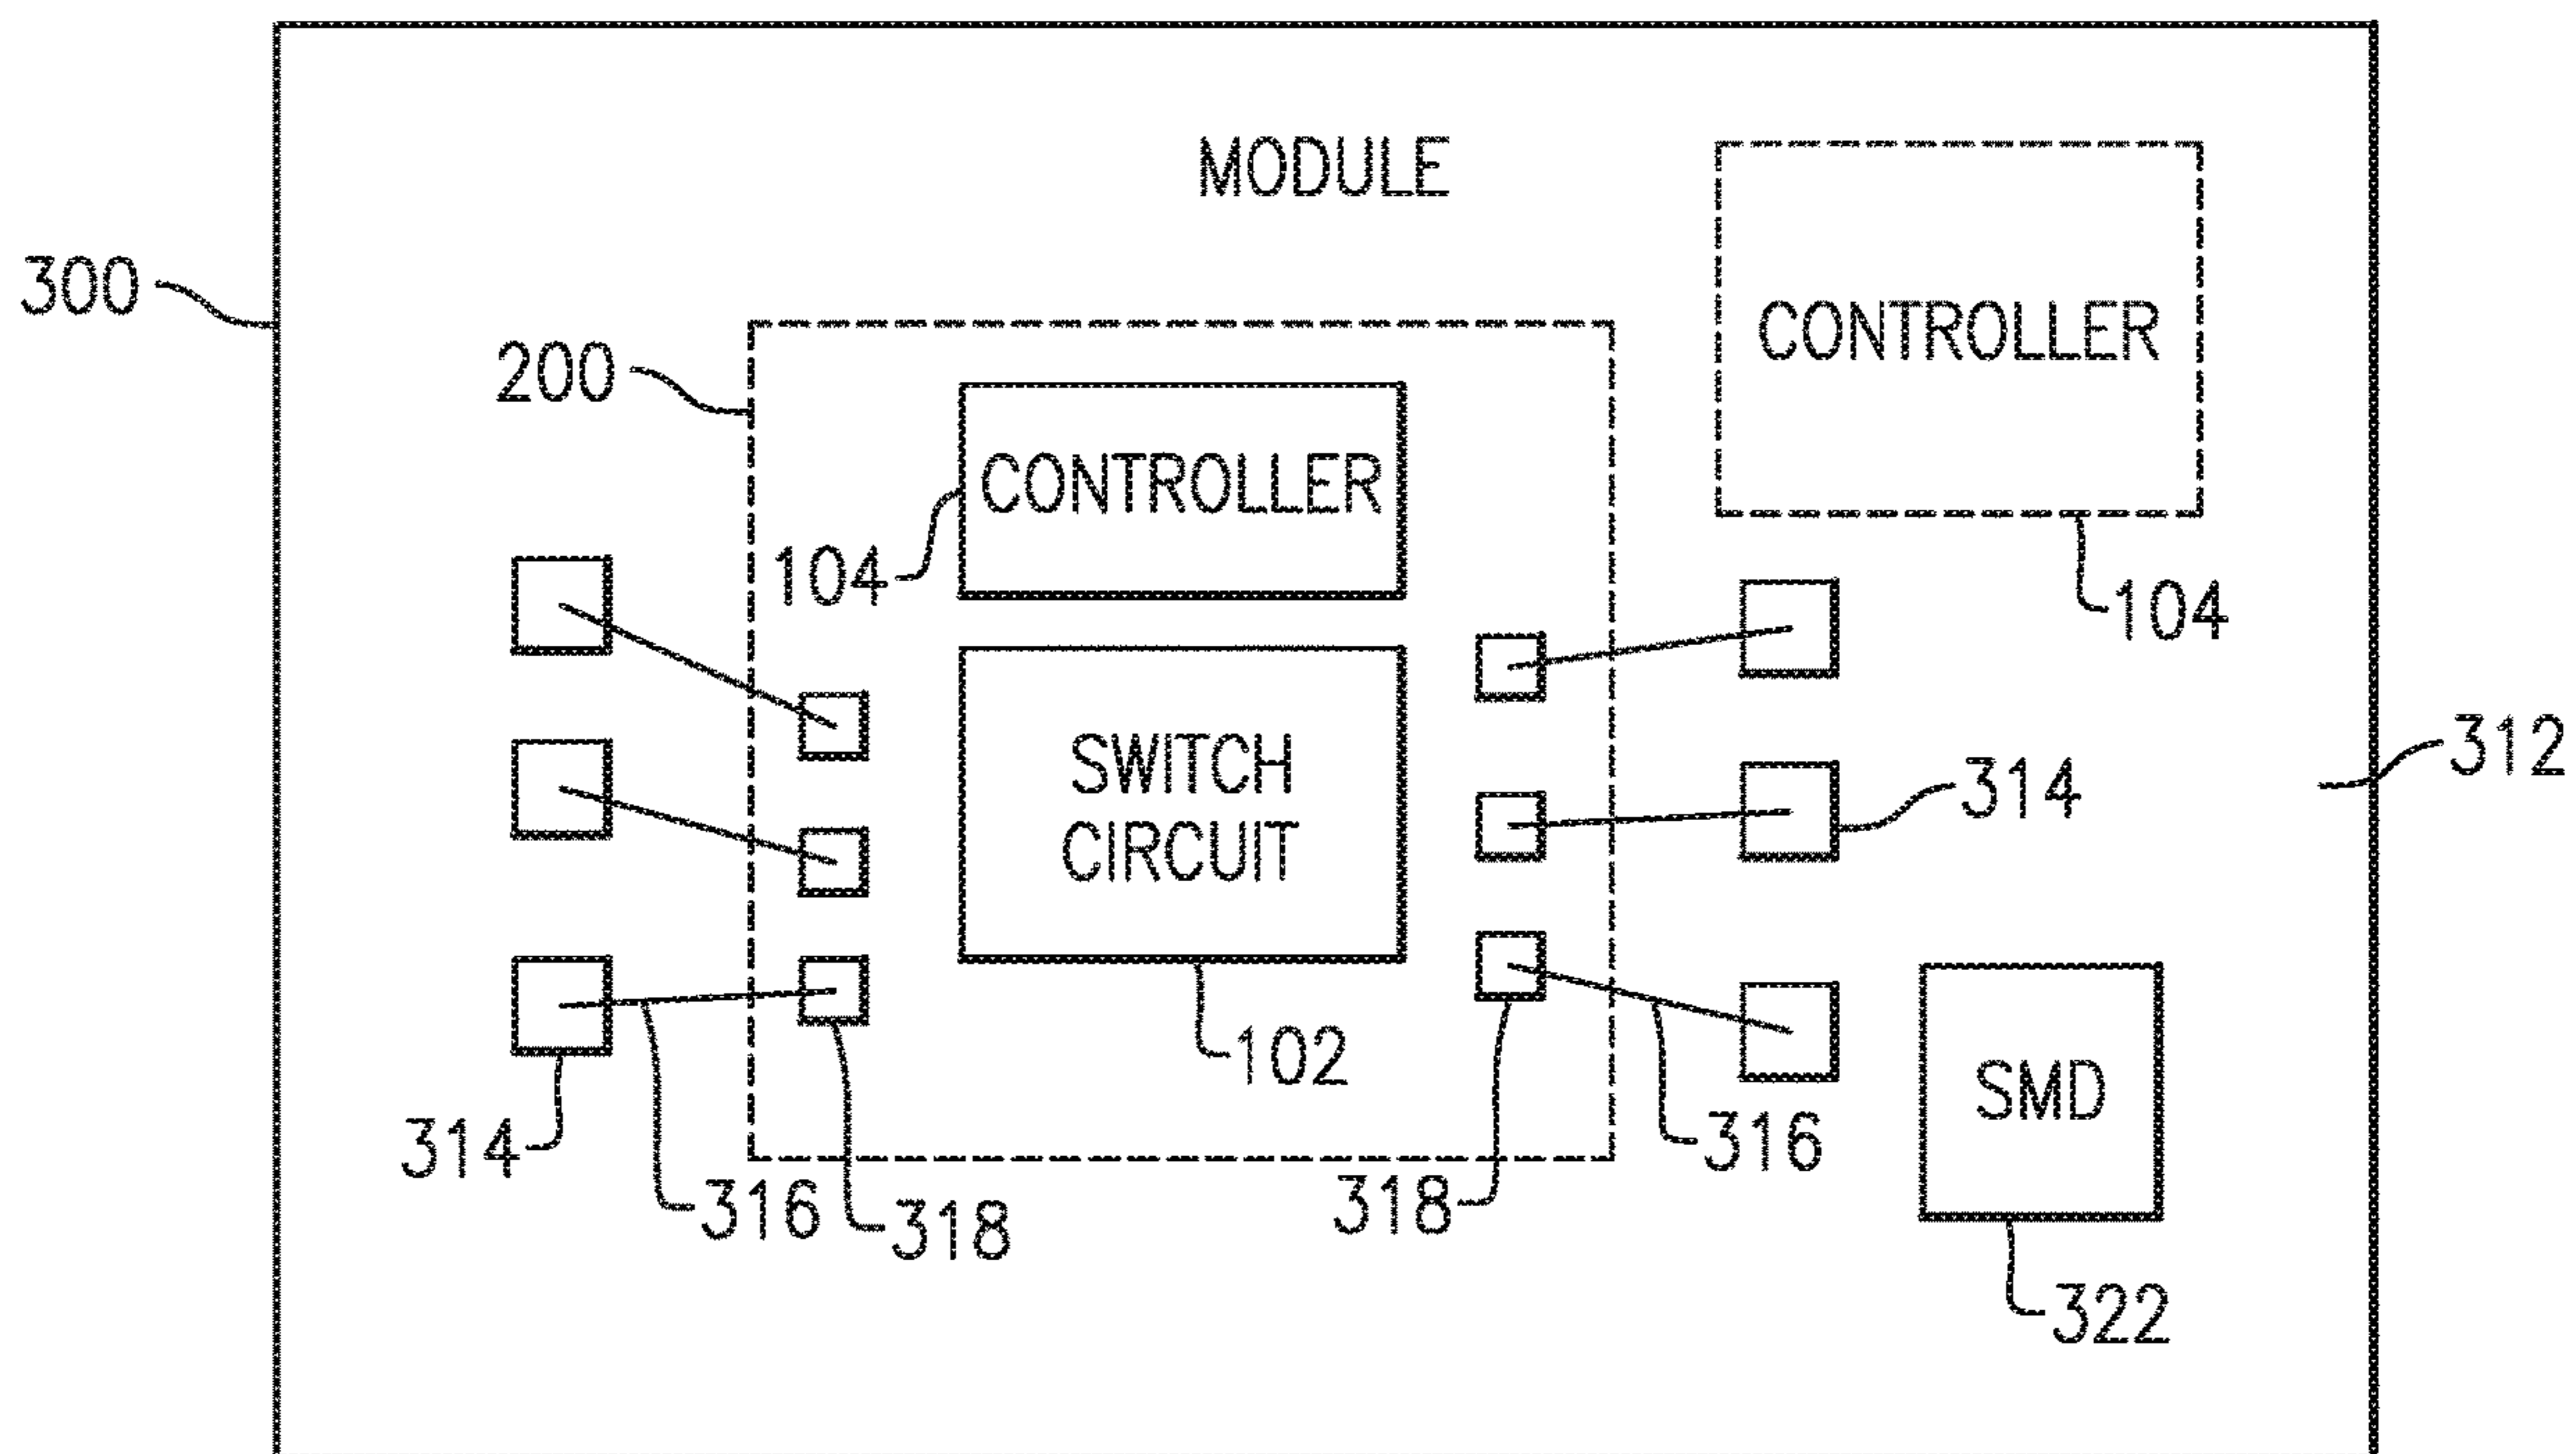 MODULE
300
CONTROLLER
200
CONTROLLER
104
104
SWITCH
CIRCUIT
312
314
102
314
316
318
318
316
SMD
322